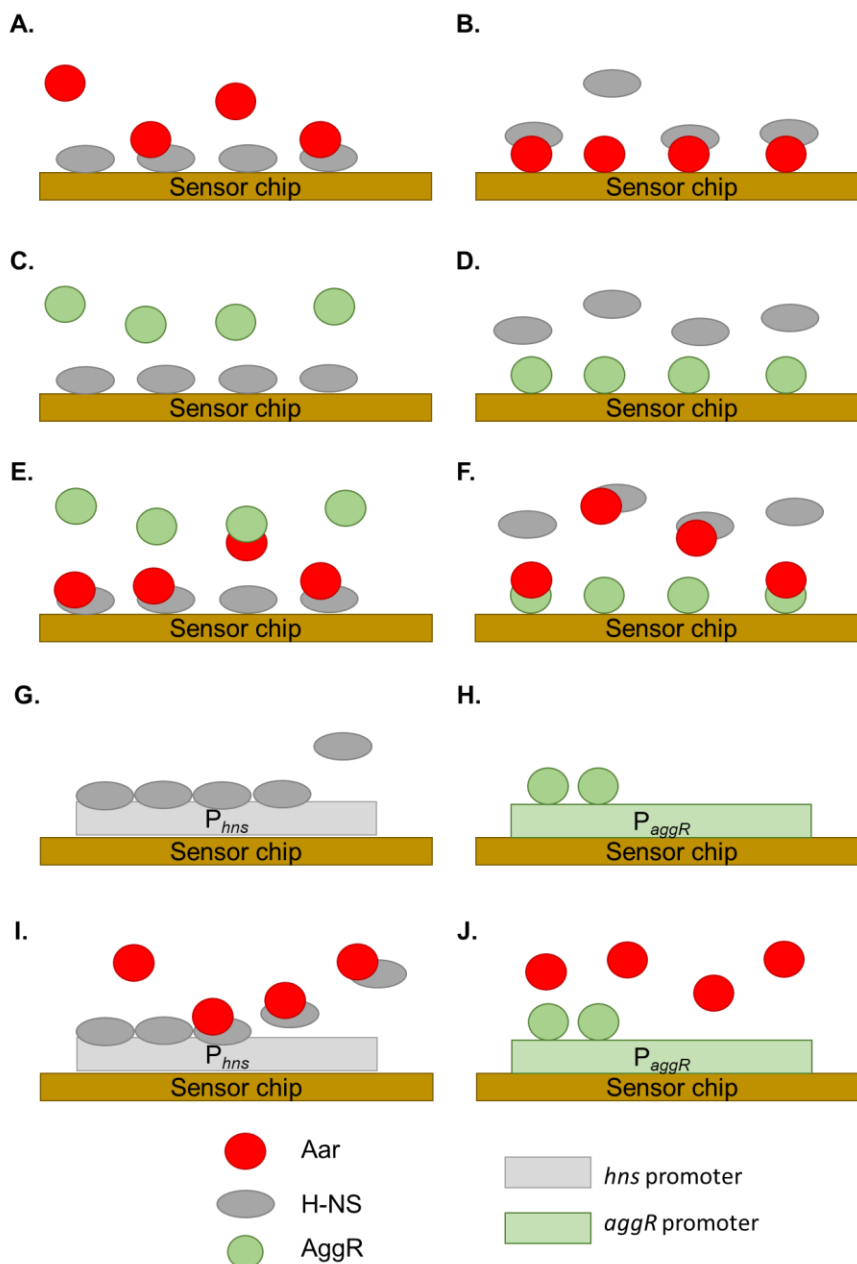 A.
B.
Sensor chip
Sensor chip
C.
D.
Sensor chip
Sensor chip
E.
F.
Sensor chip
Sensor chip
G.
H.
Phns
PaggR
Sensor chip
Sensor chip
I.
J.
Phns
PaggR
Sensor chip
Sensor chip
Aar
H-NS
AggR
hns promoter
aggR promoter